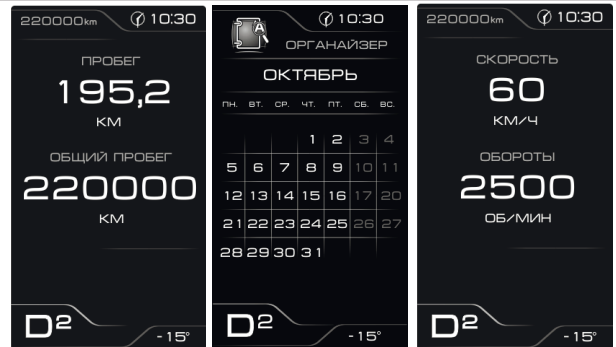 220000km 10:30
ПРОБЕГ
195,2
КМ
ОБЩИЙ ПРОБЕГ
220000
КМ
D2 -15°
10:30
A
ОРГАНАЙЗЕР
ОКТЯБРЬ
ПН. ВТ. СР. ЧТ. ПТ. СБ. ВС.
1 2 3 4
5 6 7 8 9 10 11
12 13 14 15 16 17 20
21 22 23 24 25 26 27
28 29 30 31
D2 -15°
220000km 10:30
СКОРОСТЬ
60
КМ/Ч
ОБОРОТЫ
2500
ОБ/МИН
D2 -15°